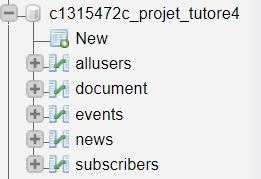 c1315472c_projet_tutore4
New
allusers
document
events
news
subscribers